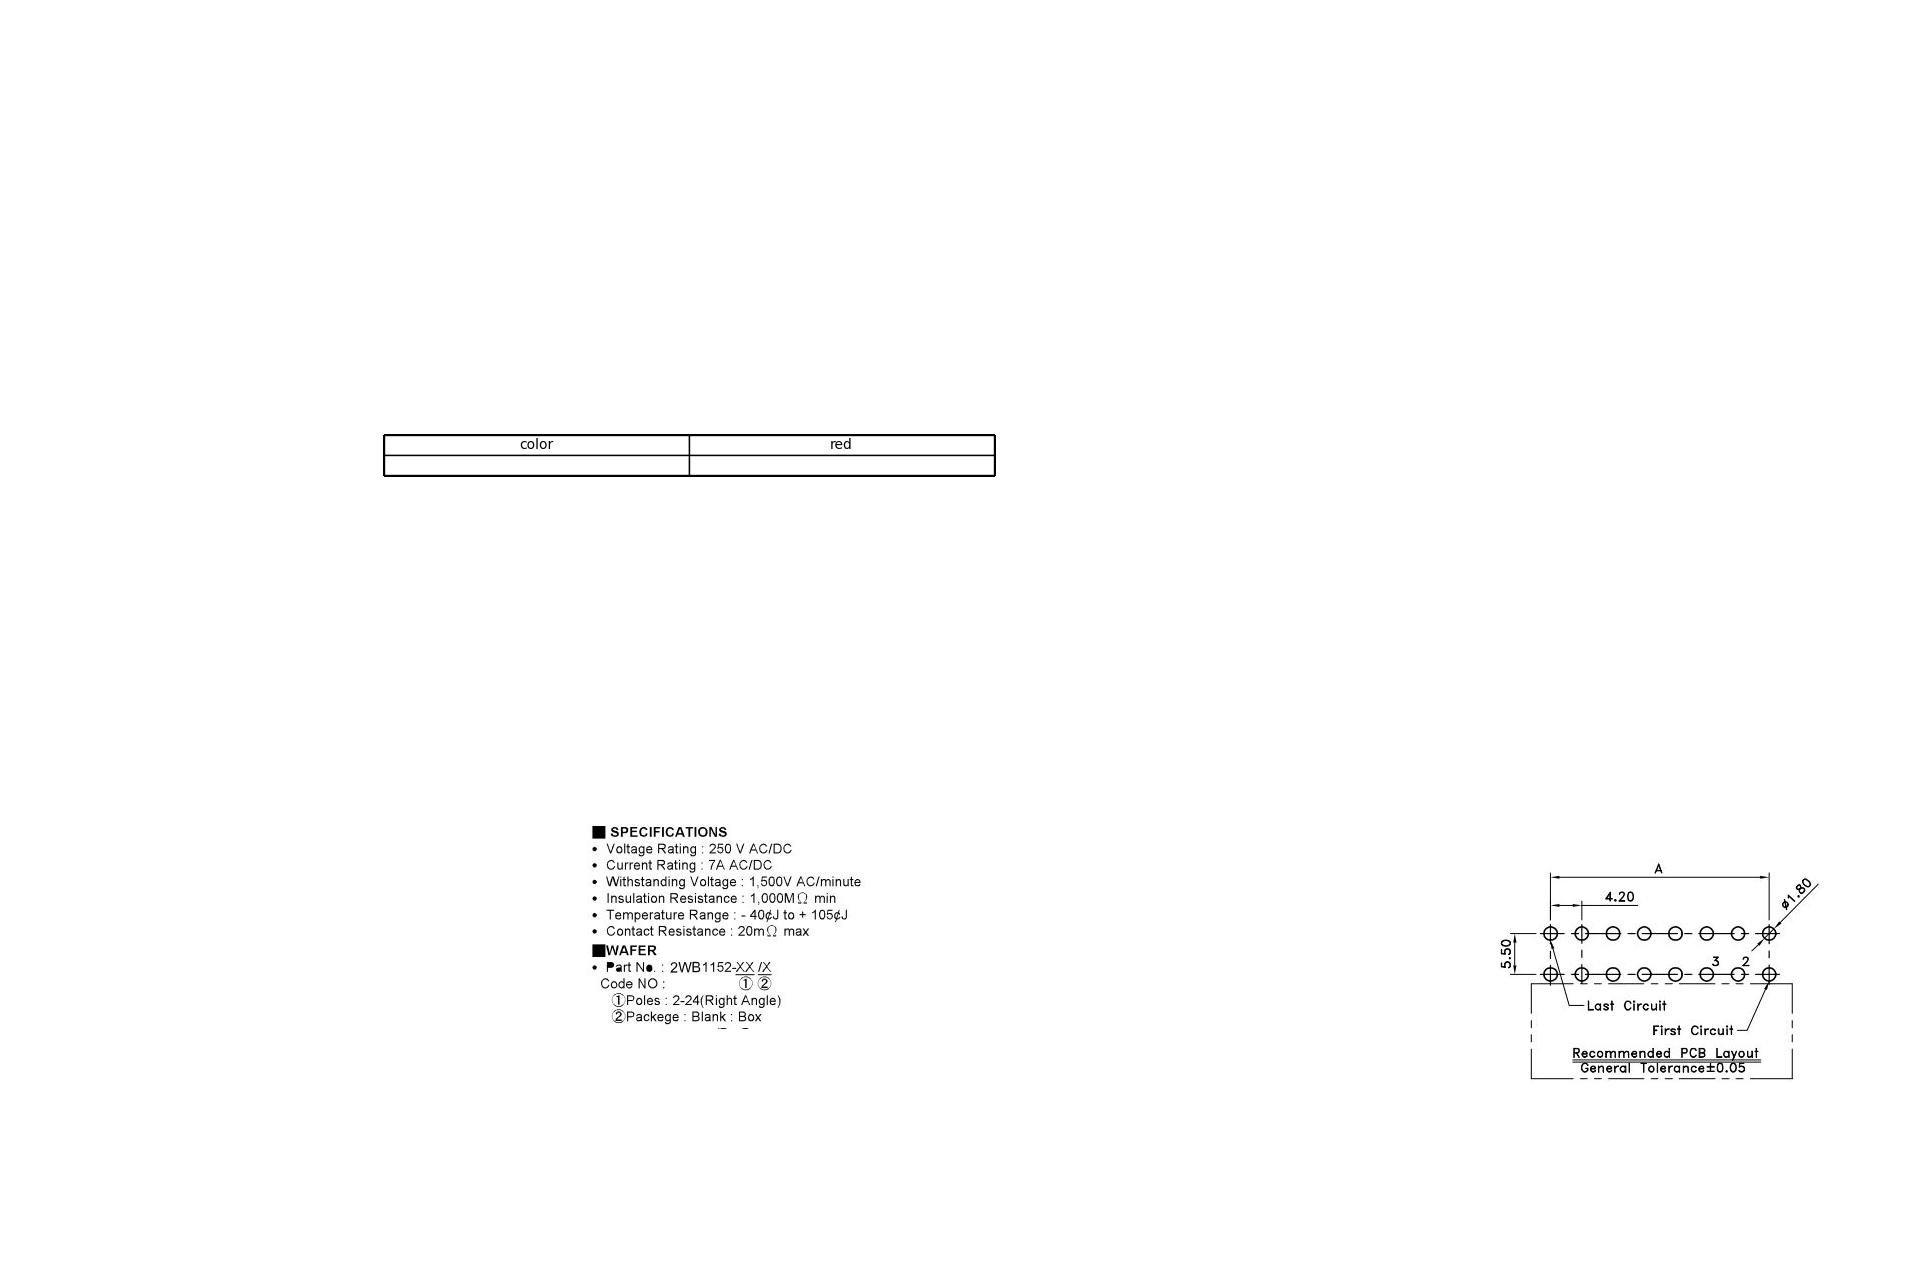 color red
■ SPECIFICATIONS
• Voltage Rating : 250 V AC/DC
• Current Rating : 7A AC/DC
• Withstanding Voltage : 1,500V AC/minute
• Insulation Resistance : 1,000MΩ min
• Temperature Range : - 40¢J to + 105¢J
• Contact Resistance : 20mΩ max
■WAFER
• Part No. : 2WB1152-XX /X
Code NO : ① ②
①Poles : 2-24(Right Angle)
②Packege : Blank : Box
A
4.20
ø1.80
5.50
3 2
Last Circuit
First Circuit
Recommended PCB Layout
General Tolerance±0.05